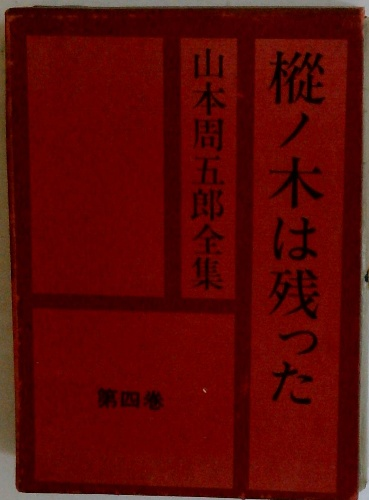 樅ノ木は残った
山本周五郎全集
第四巻